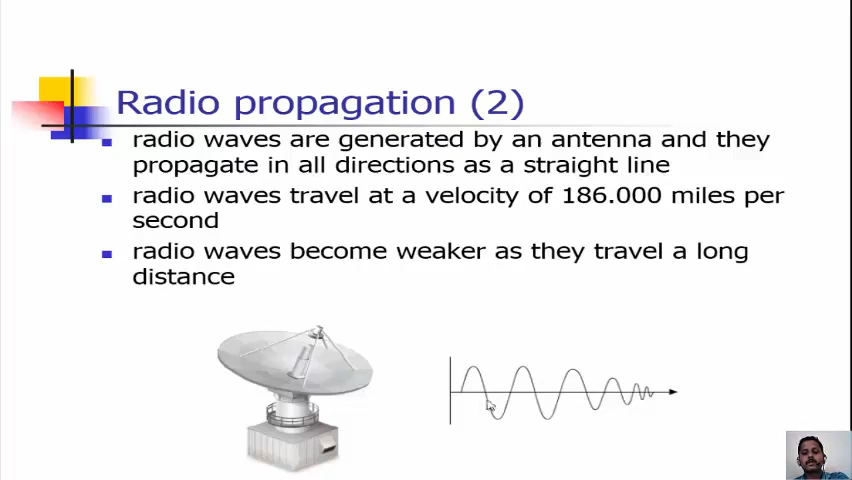 Radio propagation (2)
radio waves are generated by an antenna and they
propagate in all directions as a straight line
radio waves travel at a velocity of 186.000 miles per
second
radio waves become weaker as they travel a long
distance